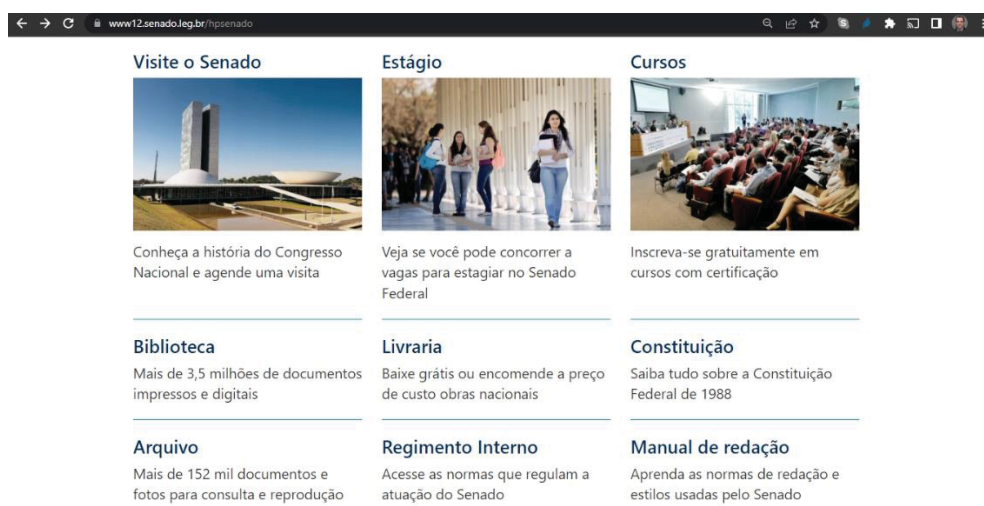 www12.senado.leg.br/hpsenado
Visite o Senado
Estágio
Cursos
Conheça a história do Congresso
Nacional e agende uma visita
Veja se você pode concorrer a
vagas para estagiar no Senado
Federal
Inscreva-se gratuitamente em
cursos com certificação
Biblioteca
Mais de 3,5 milhões de documentos
impressos e digitais
Livraria
Baixe grátis ou encomende a preço
de custo obras nacionais
Constituição
Saiba tudo sobre a Constituição
Federal de 1988
Arquivo
Mais de 152 mil documentos e
fotos para consulta e reprodução
Regimento Interno
Acesse as normas que regulam a
atuação do Senado
Manual de redação
Aprenda as normas de redação e
estilos usadas pelo Senado